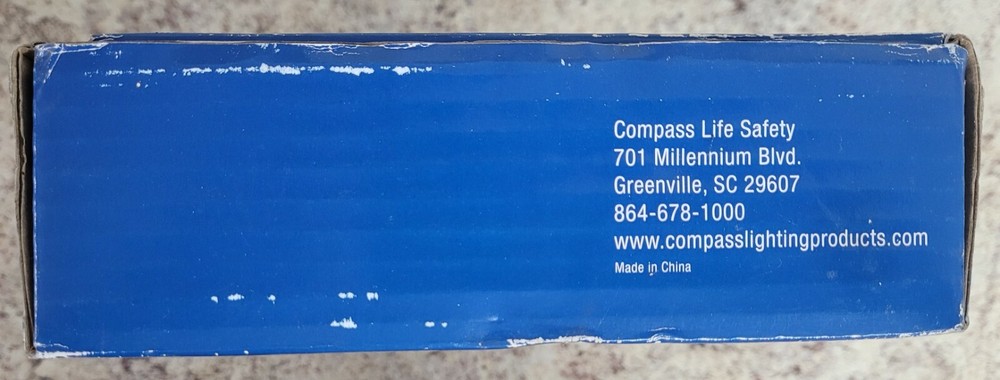 Compass Life Safety
701 Millennium Blvd.
Greenville, SC 29607
864-678-1000
www.compasslightingproducts.com
Made in China